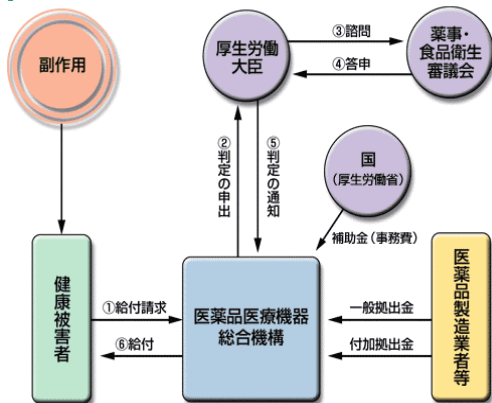 副作用
厚生労働
大臣
③諮問
④答申
薬事・
食品衛生
審議会
②判定の申出
⑤判定の通知
国
(厚生労働省)
補助金(事務費)
健康被害者
①給付請求
⑥給付
医薬品医療機器
総合機構
一般拠出金
付加拠出金
医薬品製造業者等